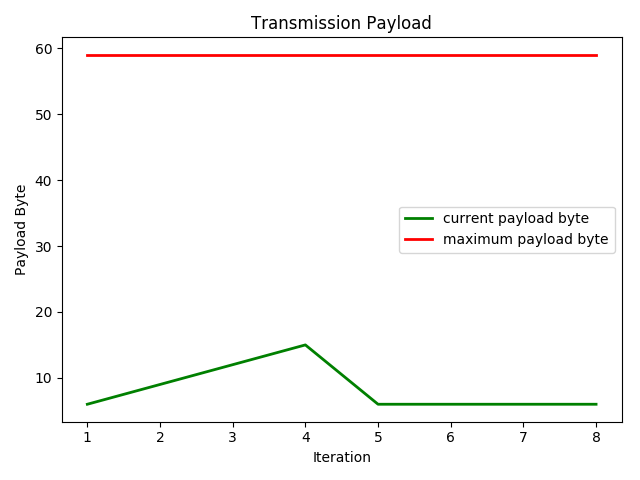 Transmission Payload
Payload Byte
60
50
40
30
20
10
current payload byte
maximum payload byte
1 2 3 4 5 6 7 8
Iteration